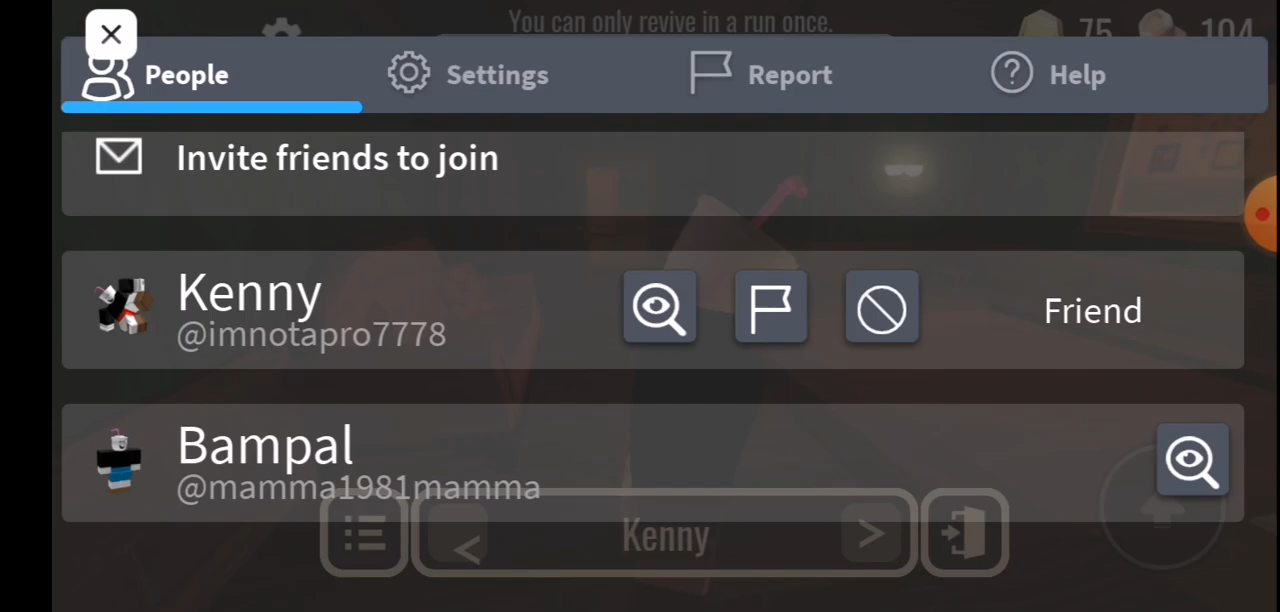 You can only revive in a run once.
75
104
People
Settings
Report
Help
Invite friends to join
Kenny
@imnotapro7778
Friend
Bampal
@mamma1981mamma
Kenny